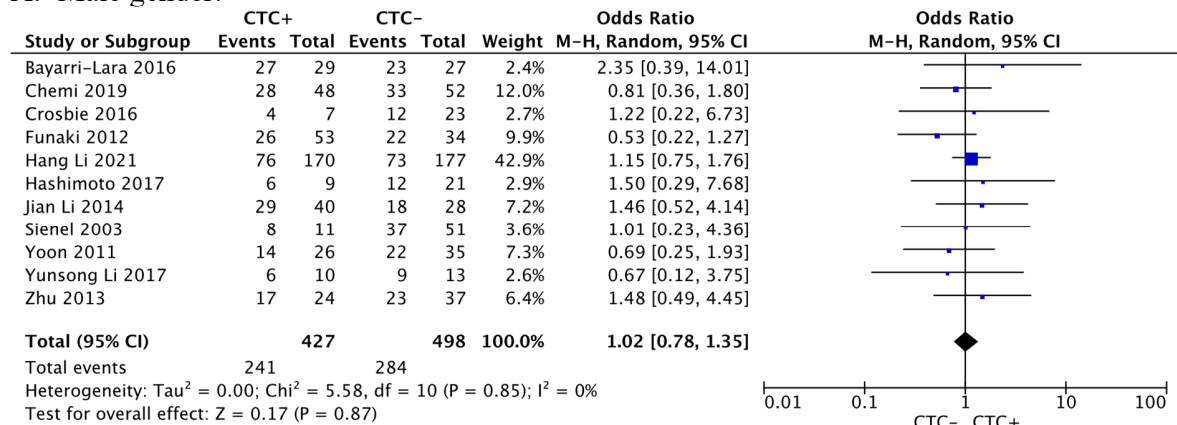 A. Male gender.
CTC+ CTC− Odds Ratio Odds Ratio
Study or Subgroup Events Total Events Total Weight M-H, Random, 95% CI M-H, Random, 95% CI
Bayarri-Lara 2016 27 29 23 27 2.4% 2.35 [0.39, 14.01]
Chemi 2019 28 48 33 52 12.0% 0.81 [0.36, 1.80]
Crosbie 2016 4 7 12 23 2.7% 1.22 [0.22, 6.73]
Funaki 2012 26 53 22 34 9.9% 0.53 [0.22, 1.27]
Hang Li 2021 76 170 73 177 42.9% 1.15 [0.75, 1.76]
Hashimoto 2017 6 9 12 21 2.9% 1.50 [0.29, 7.68]
Jian Li 2014 29 40 18 28 7.2% 1.46 [0.52, 4.14]
Sienel 2003 8 11 37 51 3.6% 1.01 [0.23, 4.36]
Yoon 2011 14 26 22 35 7.3% 0.69 [0.25, 1.93]
Yunsong Li 2017 6 10 9 13 2.6% 0.67 [0.12, 3.75]
Zhu 2013 17 24 23 37 6.4% 1.48 [0.49, 4.45]
Total (95% CI) 427 498 100.0% 1.02 [0.78, 1.35]
Total events 241 284
Heterogeneity: Tau² = 0.00; Chi² = 5.58, df = 10 (P = 0.85); I² = 0%
Test for overall effect: Z = 0.17 (P = 0.87)
0.01 0.1 1 10 100
CTC− CTC+